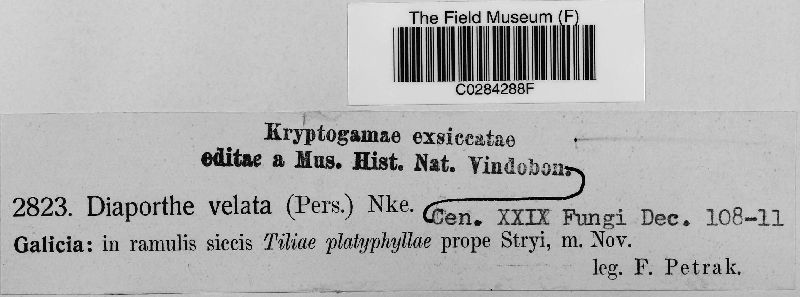 The Field Museum (F)
C0284288F
Kryptogamae exsiccatae
editae a Mus. Hist. Nat. Vindobon.
2823. Diaporthe velata (Pers.) Nke. Cen. XXIX Fungi Dec. 108-11
Galicia: in ramulis siccis Tiliae platyphyllae prope Stryi, m. Nov.
leg. F. Petrak.